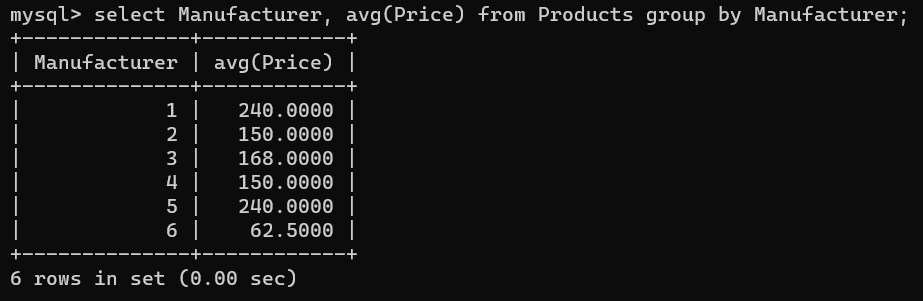 mysql> select Manufacturer, avg(Price) from Products group by Manufacturer;
+--------------+------------+
| Manufacturer | avg(Price) |
+--------------+------------+
|            1 |   240.0000 |
|            2 |   150.0000 |
|            3 |   168.0000 |
|            4 |   150.0000 |
|            5 |   240.0000 |
|            6 |    62.5000 |
+--------------+------------+
6 rows in set (0.00 sec)